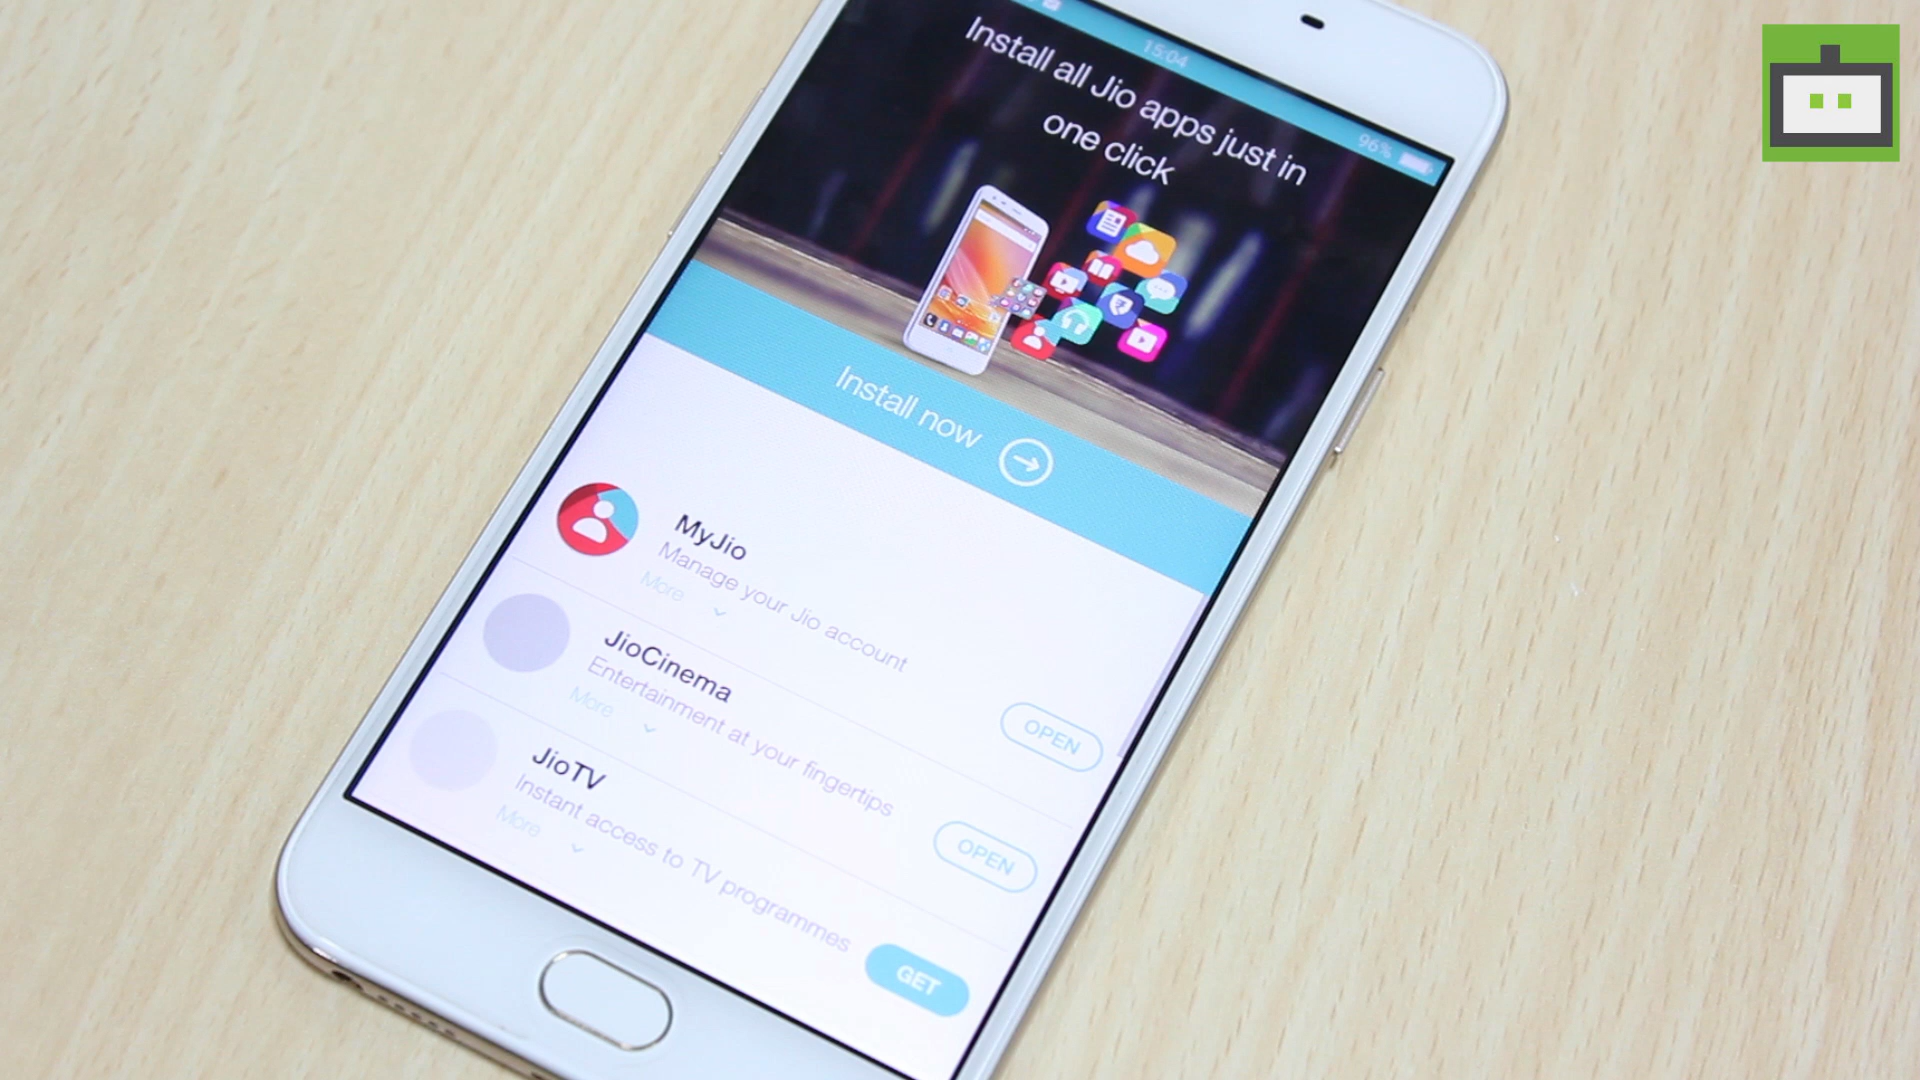 15:04
96%
Install all Jio apps just in
one click
Install now
MyJio
Manage your Jio account
More
OPEN
JioCinema
Entertainment at your fingertips
More
OPEN
JioTV
Instant access to TV programmes
More
GET